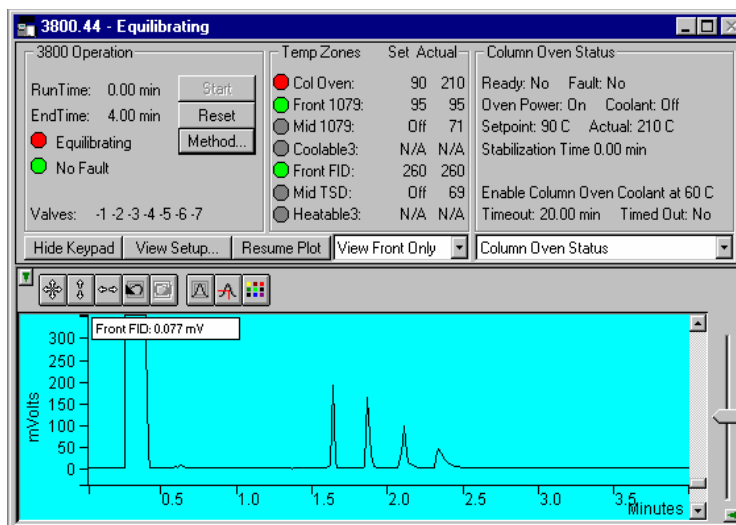 3800.44 - Equilibrating
3800 Operation
RunTime: 0.00 min Start
EndTime: 4.00 min Reset
Equilibrating Method...
No Fault
Valves: -1 -2 -3 -4 -5 -6 -7
Temp Zones Set Actual
Col Oven: 90 210
Front 1079: 95 95
Mid 1079: Off 71
Coolable3: N/A N/A
Front FID: 260 260
Mid TSD: Off 69
Heatable3: N/A N/A
Column Oven Status
Ready: No Fault: No
Oven Power: On Coolant: Off
Setpoint: 90 C Actual: 210 C
Stabilization Time 0.00 min
Enable Column Oven Coolant at 60 C
Timeout: 20.00 min Timed Out: No
Hide Keypad View Setup... Resume Plot View Front Only Column Oven Status
Front FID: 0.077 mV
mVolts
300
250
200
150
100
50
0
0.5 1.0 1.5 2.0 2.5 3.0 3.5
Minutes